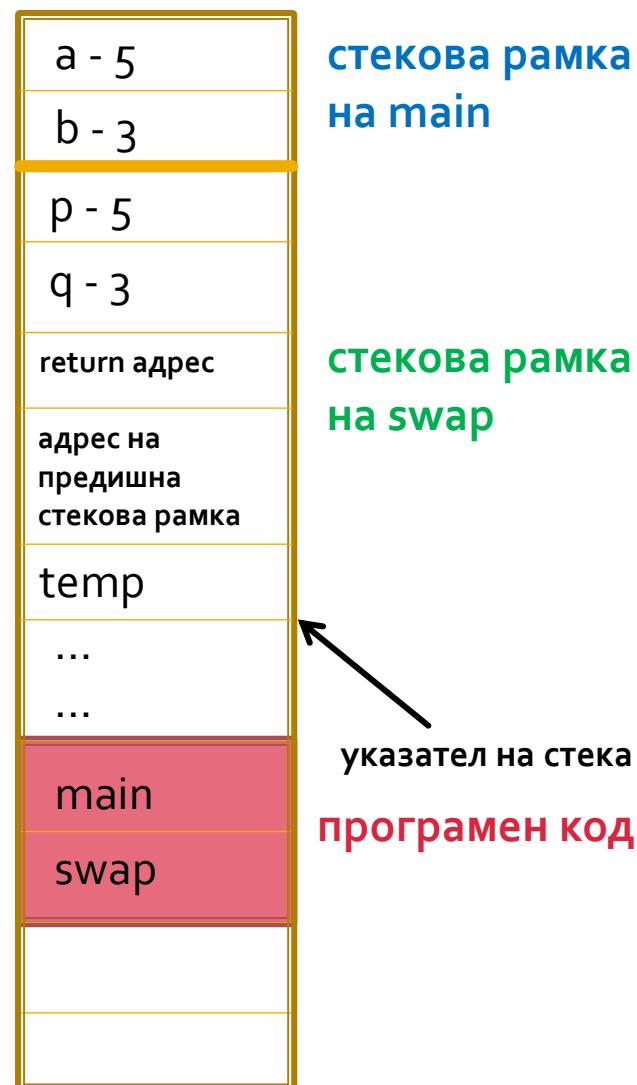 a - 5
b - 3
стекова рамка
на main
p - 5
q - 3
return адрес
адрес на
предишна
стекова рамка
temp
стекова рамка
на swap
...
...
указател на стека
main
swap
програмен код